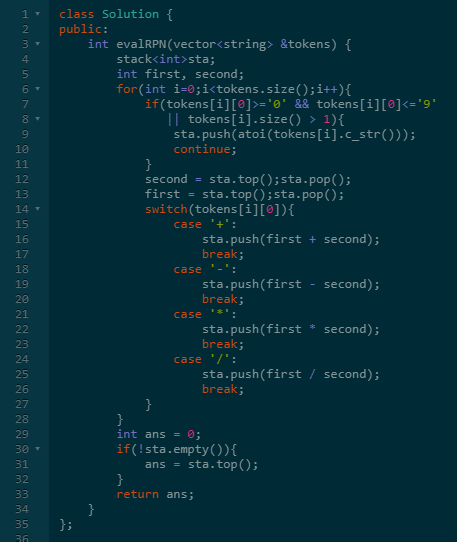 1 class Solution {
2 public:
3     int evalRPN(vector<string> &tokens) {
4         stack<int>sta;
5         int first, second;
6         for(int i=0;i<tokens.size();i++){
7             if(tokens[i][0]>='0' && tokens[i][0]<='9'
8                || tokens[i].size() > 1){
9                 sta.push(atoi(tokens[i].c_str()));
10                 continue;
11             }
12             second = sta.top();sta.pop();
13             first = sta.top();sta.pop();
14             switch(tokens[i][0]){
15                 case '+':
16                     sta.push(first + second);
17                     break;
18                 case '-':
19                     sta.push(first - second);
20                     break;
21                 case '*':
22                     sta.push(first * second);
23                     break;
24                 case '/':
25                     sta.push(first / second);
26                     break;
27             }
28         }
29         int ans = 0;
30         if(!sta.empty()){
31             ans = sta.top();
32         }
33         return ans;
34     }
35 };
36